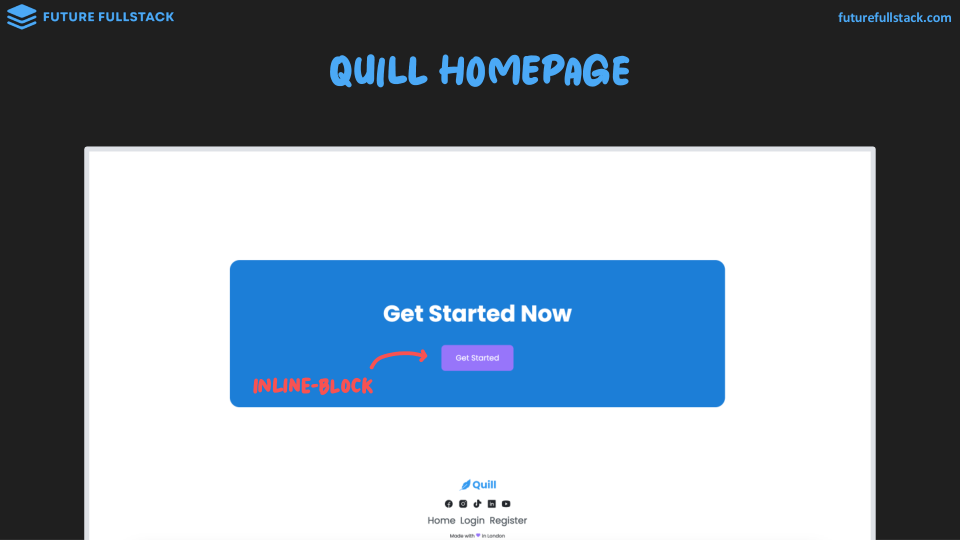 FUTURE FULLSTACK
futurefullstack.com
QUILL HOMEPAGE
Get Started Now
Get Started
INLINE-BLOCK
Quill
Home Login Register
Made with 💜 in London